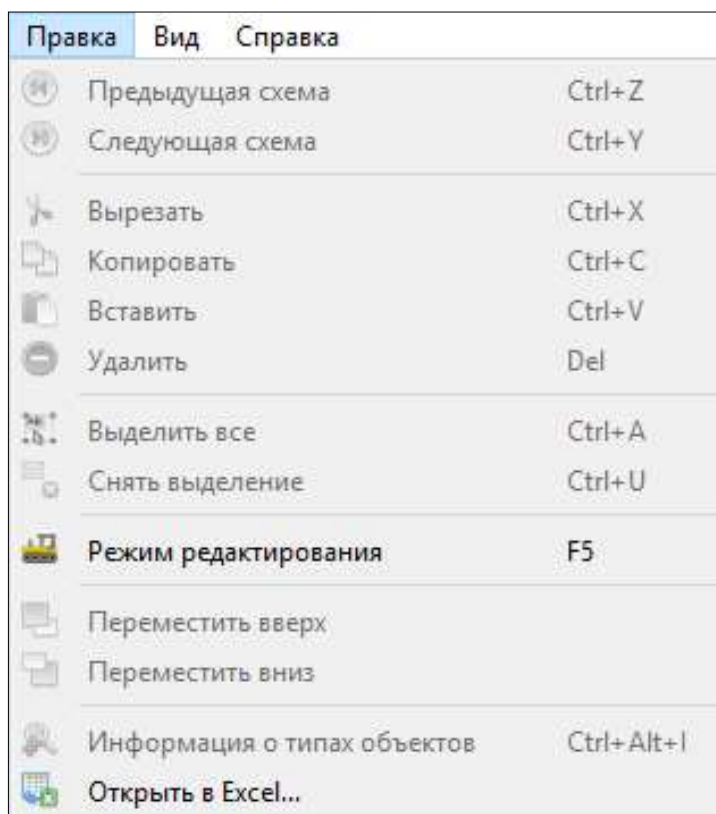 Правка Вид Справка
Предыдущая схема Ctrl+Z
Следующая схема Ctrl+Y
Вырезать Ctrl+X
Копировать Ctrl+C
Вставить Ctrl+V
Удалить Del
Выделить все Ctrl+A
Снять выделение Ctrl+U
Режим редактирования F5
Переместить вверх
Переместить вниз
Информация о типах объектов Ctrl+Alt+I
Открыть в Excel...